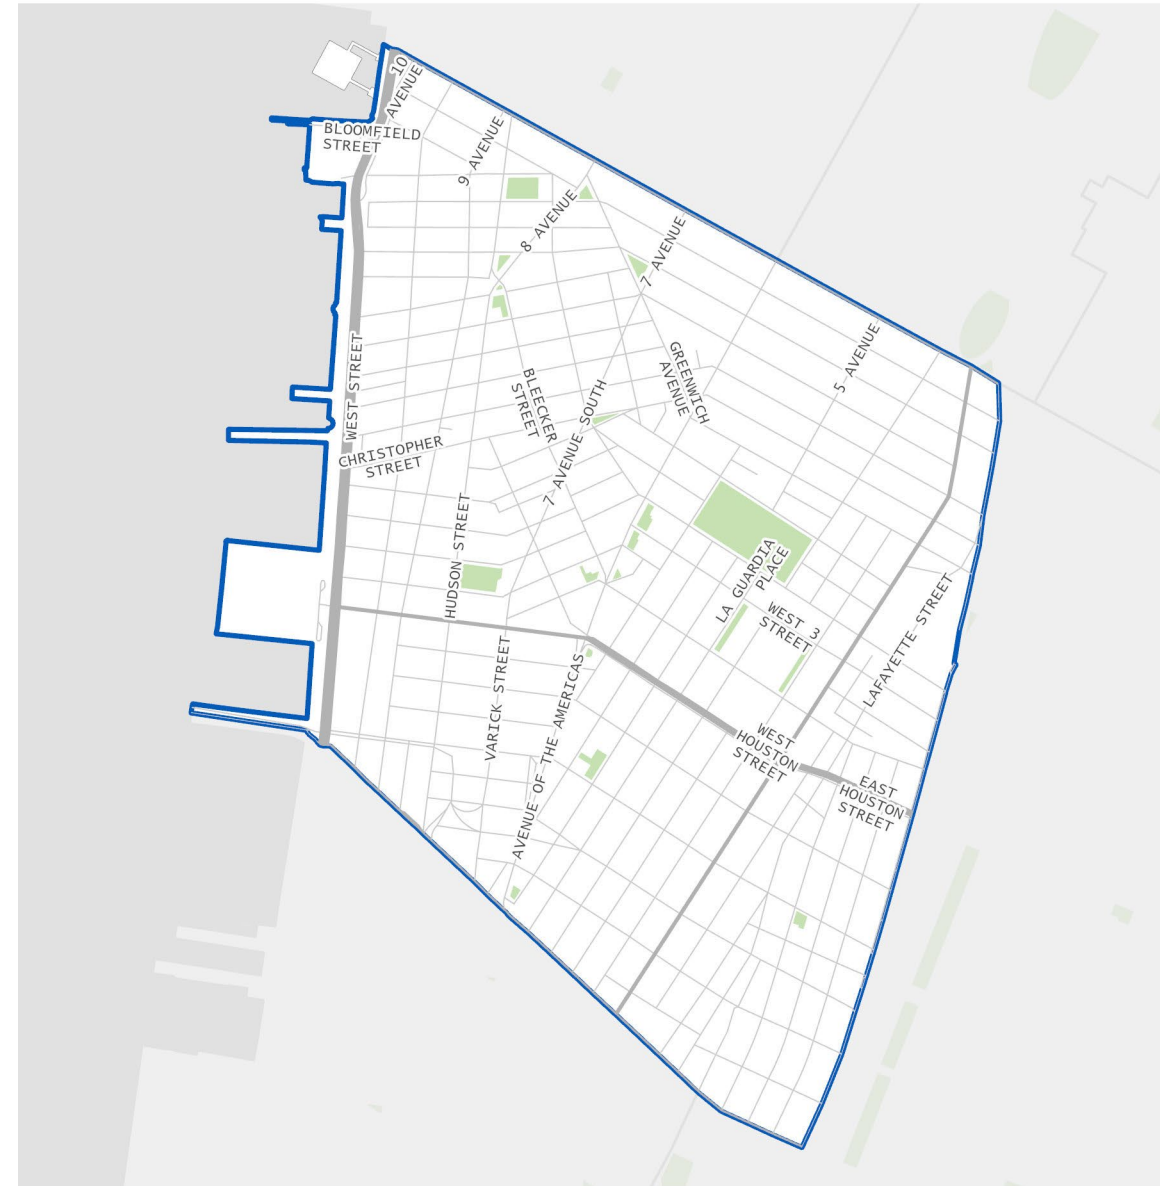 10
AVENUE
BLOOMFIELD
STREET
9 AVENUE
8 AVENUE
7 AVENUE
5 AVENUE
GREENWICH
AVENUE
WEST STREET
BLEECKER
STREET
7 AVENUE SOUTH
CHRISTOPHER
STREET
HUDSON STREET
LA GUARDIA
PLACE
WEST 3
STREET
LAFAYETTE STREET
VARICK STREET
AVENUE OF THE AMERICAS
WEST
HOUSTON
STREET
EAST
HOUSTON
STREET